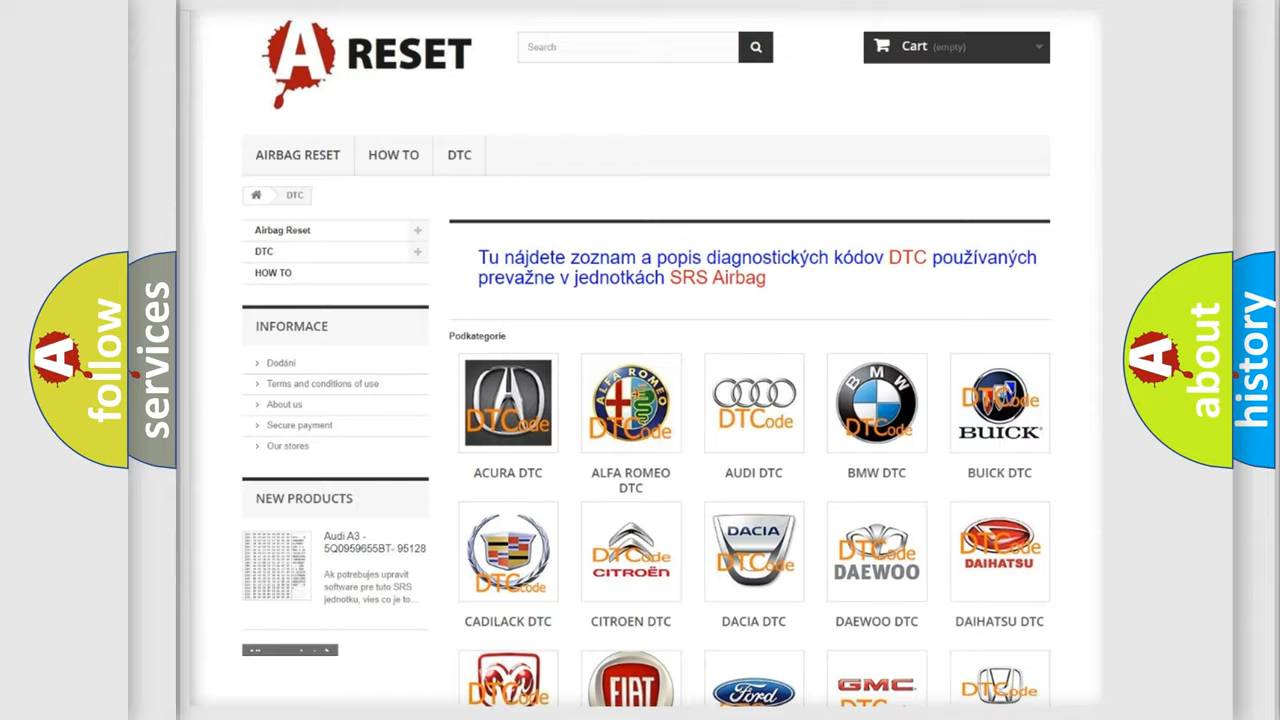 A RESET
Search
Cart (empty)
AIRBAG RESET
HOW TO
DTC
DTC
Airbag Reset
DTC
HOW TO
INFORMACE
Dodání
Terms and conditions of use
About us
Secure payment
Our stores
NEW PRODUCTS
Audi A3 -
5Q0959655BT- 95128
Ak potrebujes upravit
software pre tuto SRS
jednotku, vies co je to...
Tu nájdete zoznam a popis diagnostických kódov DTC používaných
prevažne v jednotkách SRS Airbag
Podkategorie
DTCode
ALFA ROMEO
DTCode
DTCode
BMW
DTCode
DTCode
BUICK
ACURA DTC
ALFA ROMEO
DTC
AUDI DTC
BMW DTC
BUICK DTC
DTCode
DTCode
CITROËN
DACIA
DTCode
DTCode
DAEWOO
DTCode
DAIHATSU
CADILACK DTC
CITROEN DTC
DACIA DTC
DAEWOO DTC
DAIHATSU DTC
DTCode
FIAT
Ford
GMC
DTCode
A follow
services
A about
history